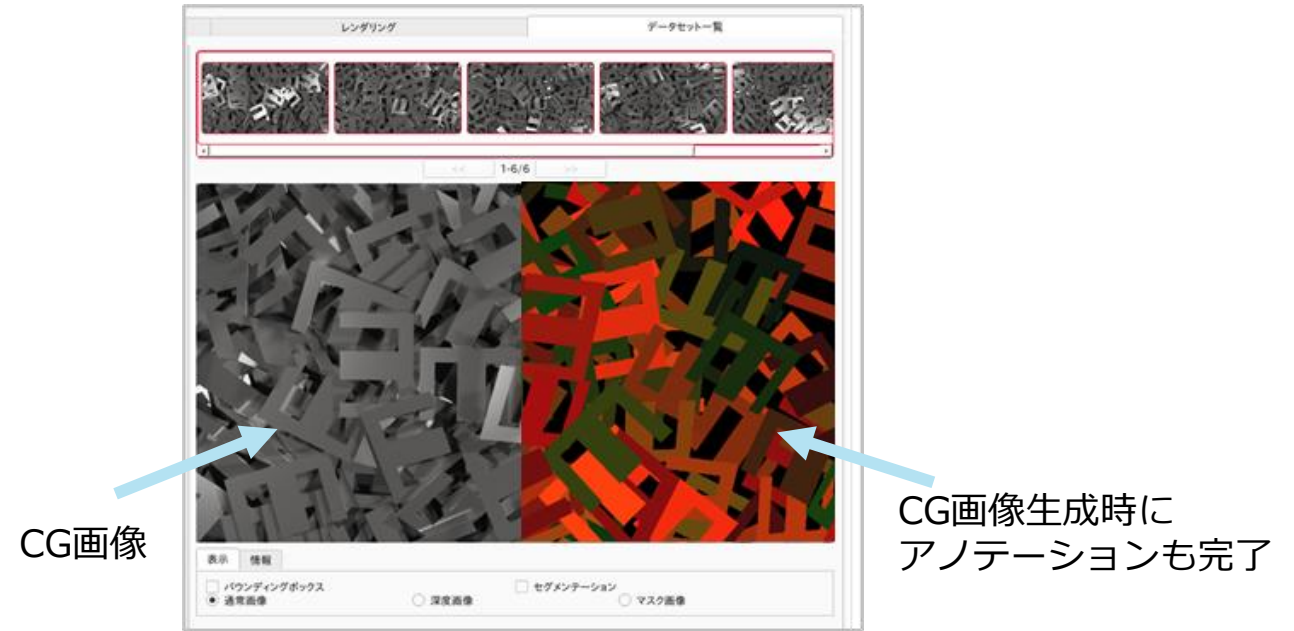 レンダリング
データセット一覧
<< 1-6/6 >>
CG画像
CG画像生成時に
アノテーションも完了
表示 情報
バウンディングボックス
セグメンテーション
通常画像
深度画像
マスク画像